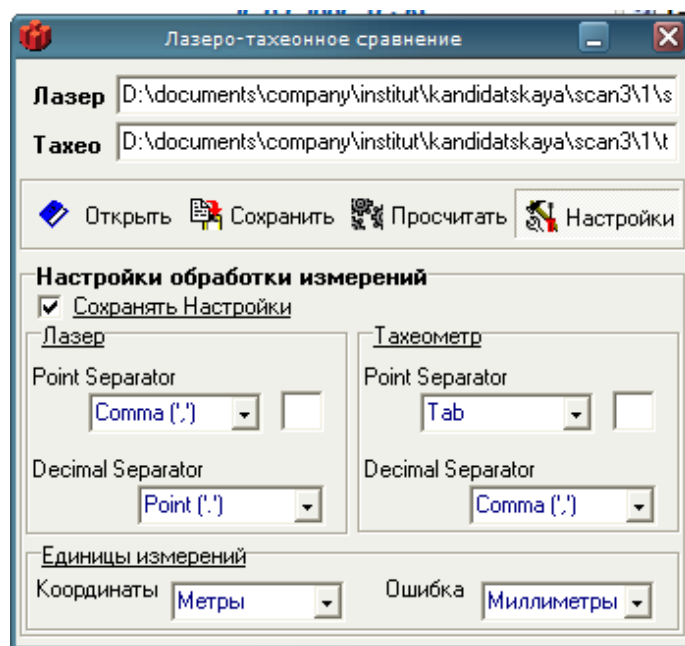 Лазеро-тахеонное сравнение
Лазер D:\documents\company\institut\kandidatskaya\scan3\1\s
Тахео D:\documents\company\institut\kandidatskaya\scan3\1\t
Открыть Сохранить Просчитать Настройки
Настройки обработки измерений
Сохранять Настройки
Лазер Тахеометр
Point Separator Point Separator
Comma (',') Tab
Decimal Separator Decimal Separator
Point ('.') Comma (',')
Единицы измерений
Координаты Метры Ошибка Миллиметры